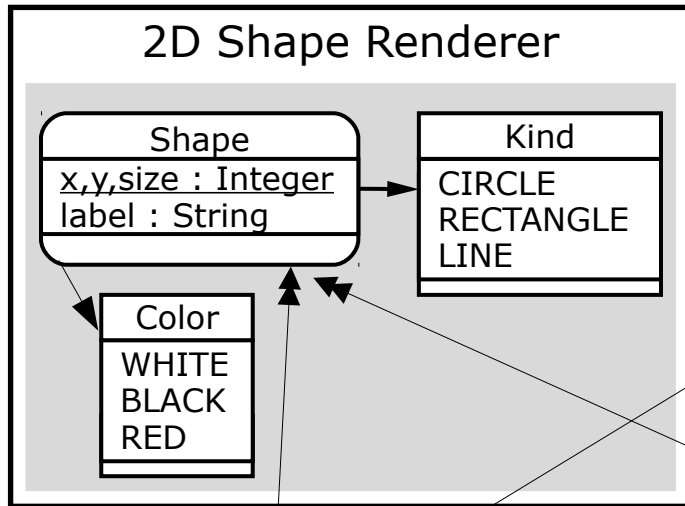 2D Shape Renderer
Shape
x,y,size : Integer
label : String
Kind
CIRCLE
RECTANGLE
LINE
Color
WHITE
BLACK
RED